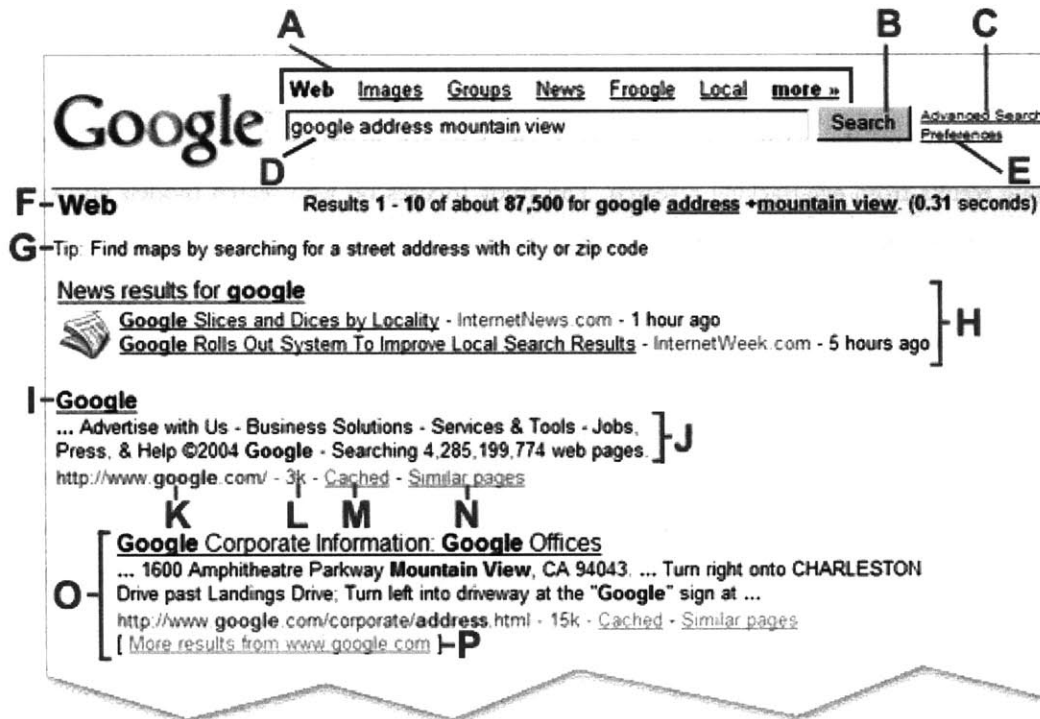 A B C
Web Images Groups News Froogle Local more »
Google google address mountain view Search Advanced Search
Preferences
D E
F Web Results 1 - 10 of about 87,500 for google address +mountain view. (0.31 seconds)
G Tip: Find maps by searching for a street address with city or zip code
News results for google
Google Slices and Dices by Locality - InternetNews.com - 1 hour ago
H
Google Rolls Out System To Improve Local Search Results - InternetWeek.com - 5 hours ago
I Google
... Advertise with Us - Business Solutions - Services & Tools - Jobs,
J
Press, & Help ©2004 Google - Searching 4,285,199,774 web pages.
http://www.google.com/ - 3k - Cached - Similar pages
K L M N
Google Corporate Information: Google Offices
... 1600 Amphitheatre Parkway Mountain View, CA 94043. ... Turn right onto CHARLESTON
O Drive past Landings Drive; Turn left into driveway at the "Google" sign at ...
http://www.google.com/corporate/address.html - 15k - Cached - Similar pages
[ More results from www.google.com ] P